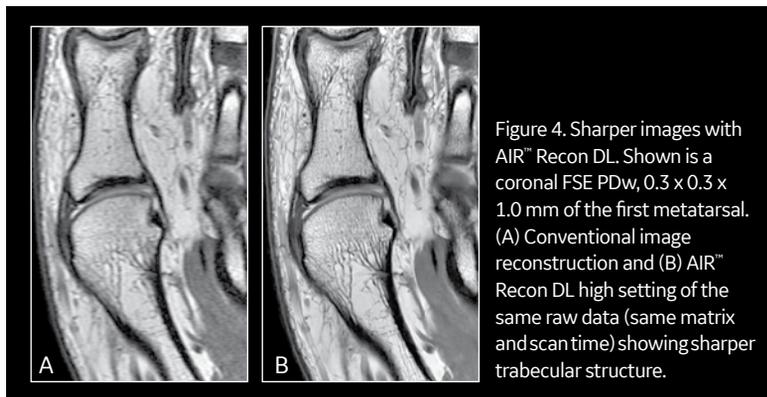 A
B
Figure 4. Sharper images with
AIR™ Recon DL. Shown is a
coronal FSE PDw, 0.3 x 0.3 x
1.0 mm of the first metatarsal.
(A) Conventional image
reconstruction and (B) AIR™
Recon DL high setting of the
same raw data (same matrix
and scan time) showing sharper
trabecular structure.